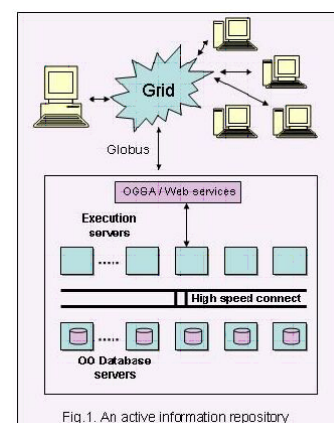 Grid
Globus
OGSA / Web services
Execution
servers
High speed connect
OO Database
servers
Fig.1. An active information repository